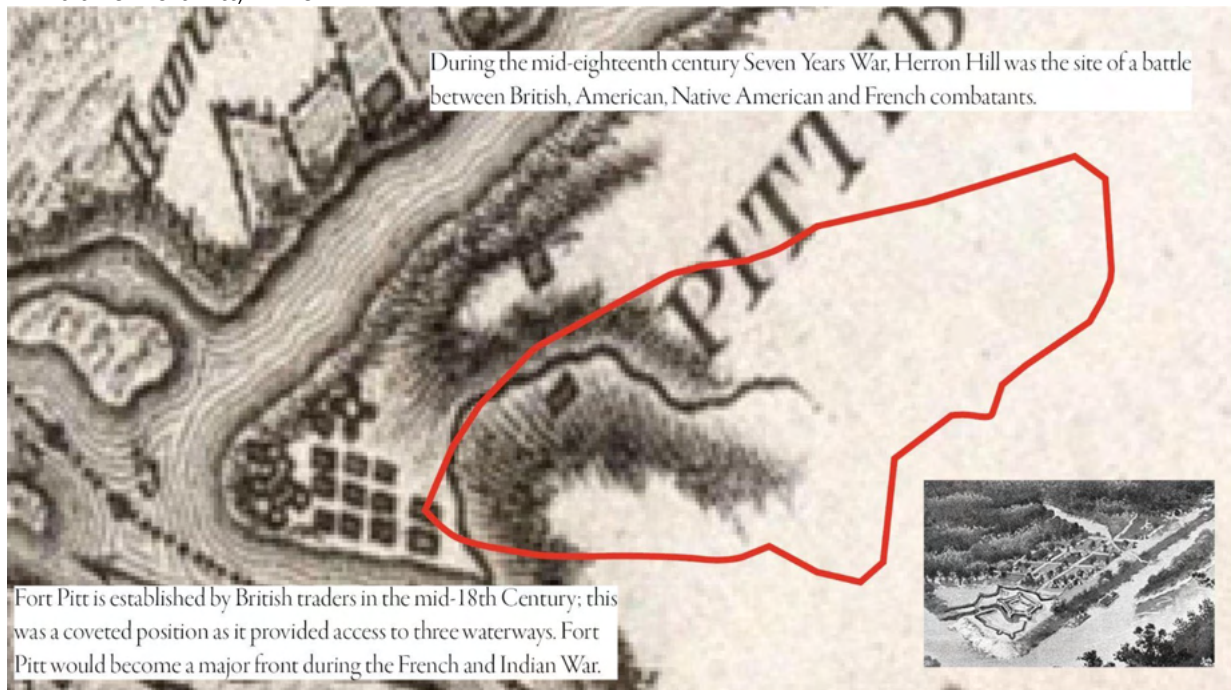 During the mid-eighteenth century Seven Years War, Herron Hill was the site of a battle
between British, American, Native American and French combatants.
PITTSb
Fort Pitt is established by British traders in the mid-18th Century; this
was a coveted position as it provided access to three waterways. Fort
Pitt would become a major front during the French and Indian War.